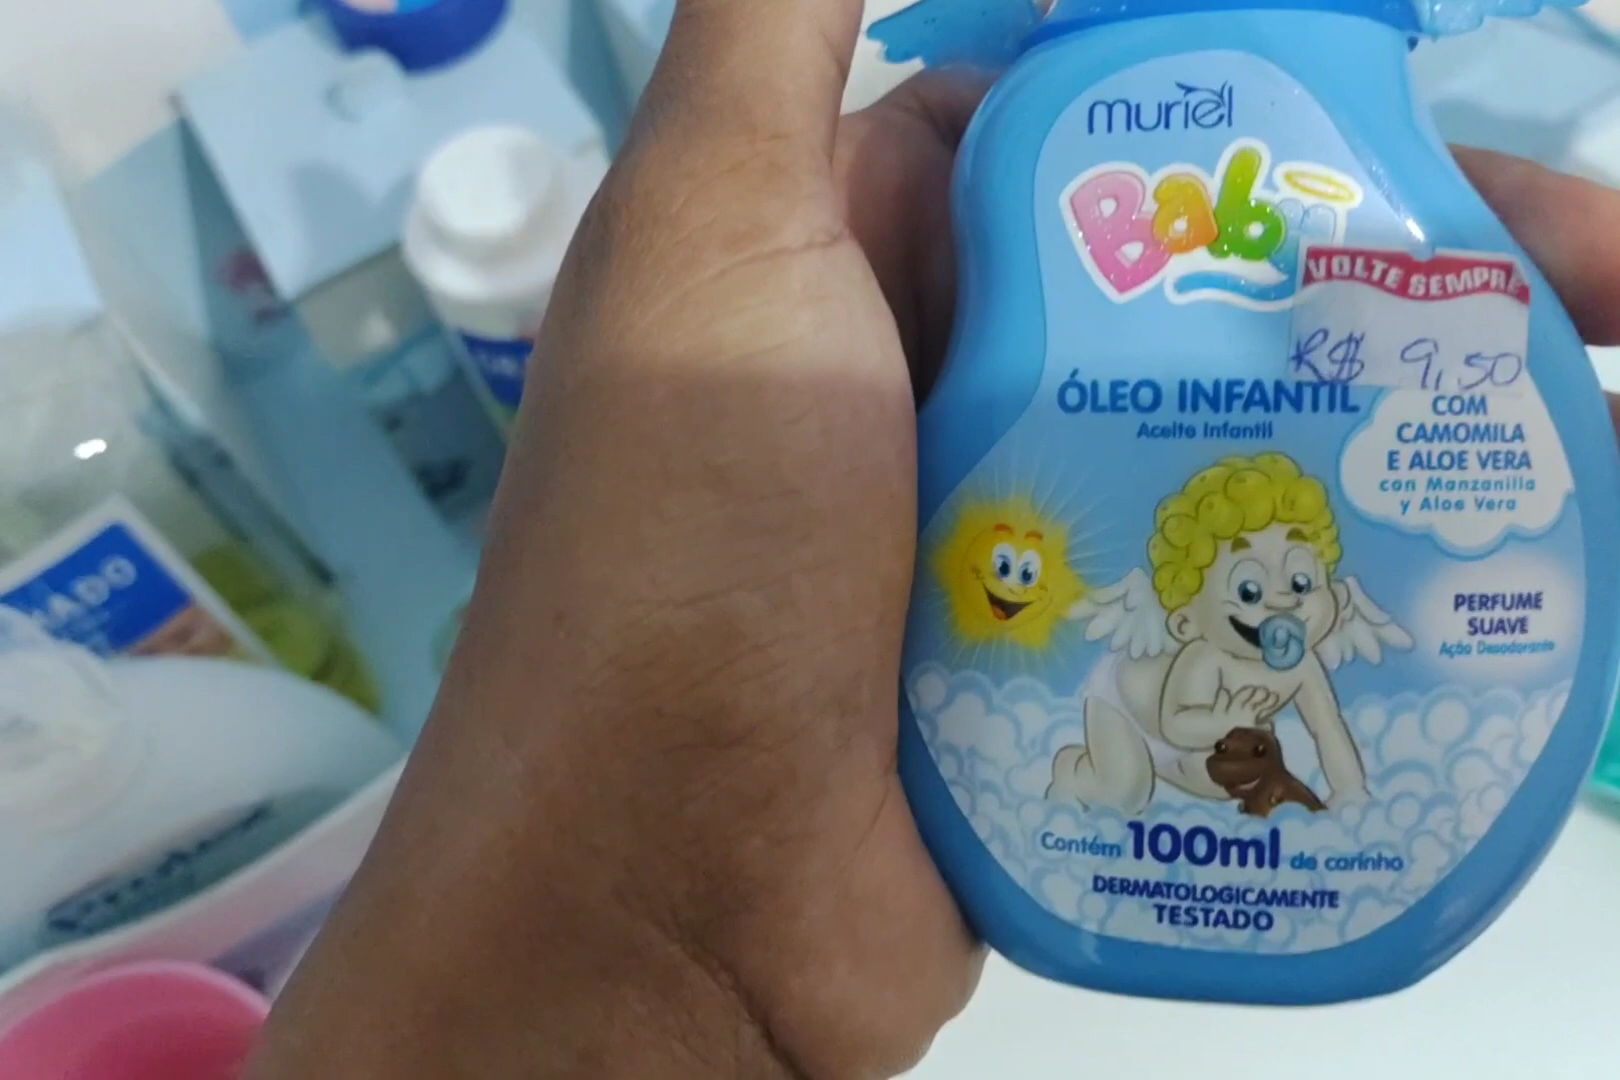 muriel
Baby
VOLTE SEMPRE
R$ 9,50
ÓLEO INFANTIL
Aceite Infantil
COM
CAMOMILA
E ALOE VERA
con Manzanilla
y Aloe Vera
PERFUME
SUAVE
Ação Desodorante
Contém 100ml de carinho
DERMATOLOGICAMENTE
TESTADO